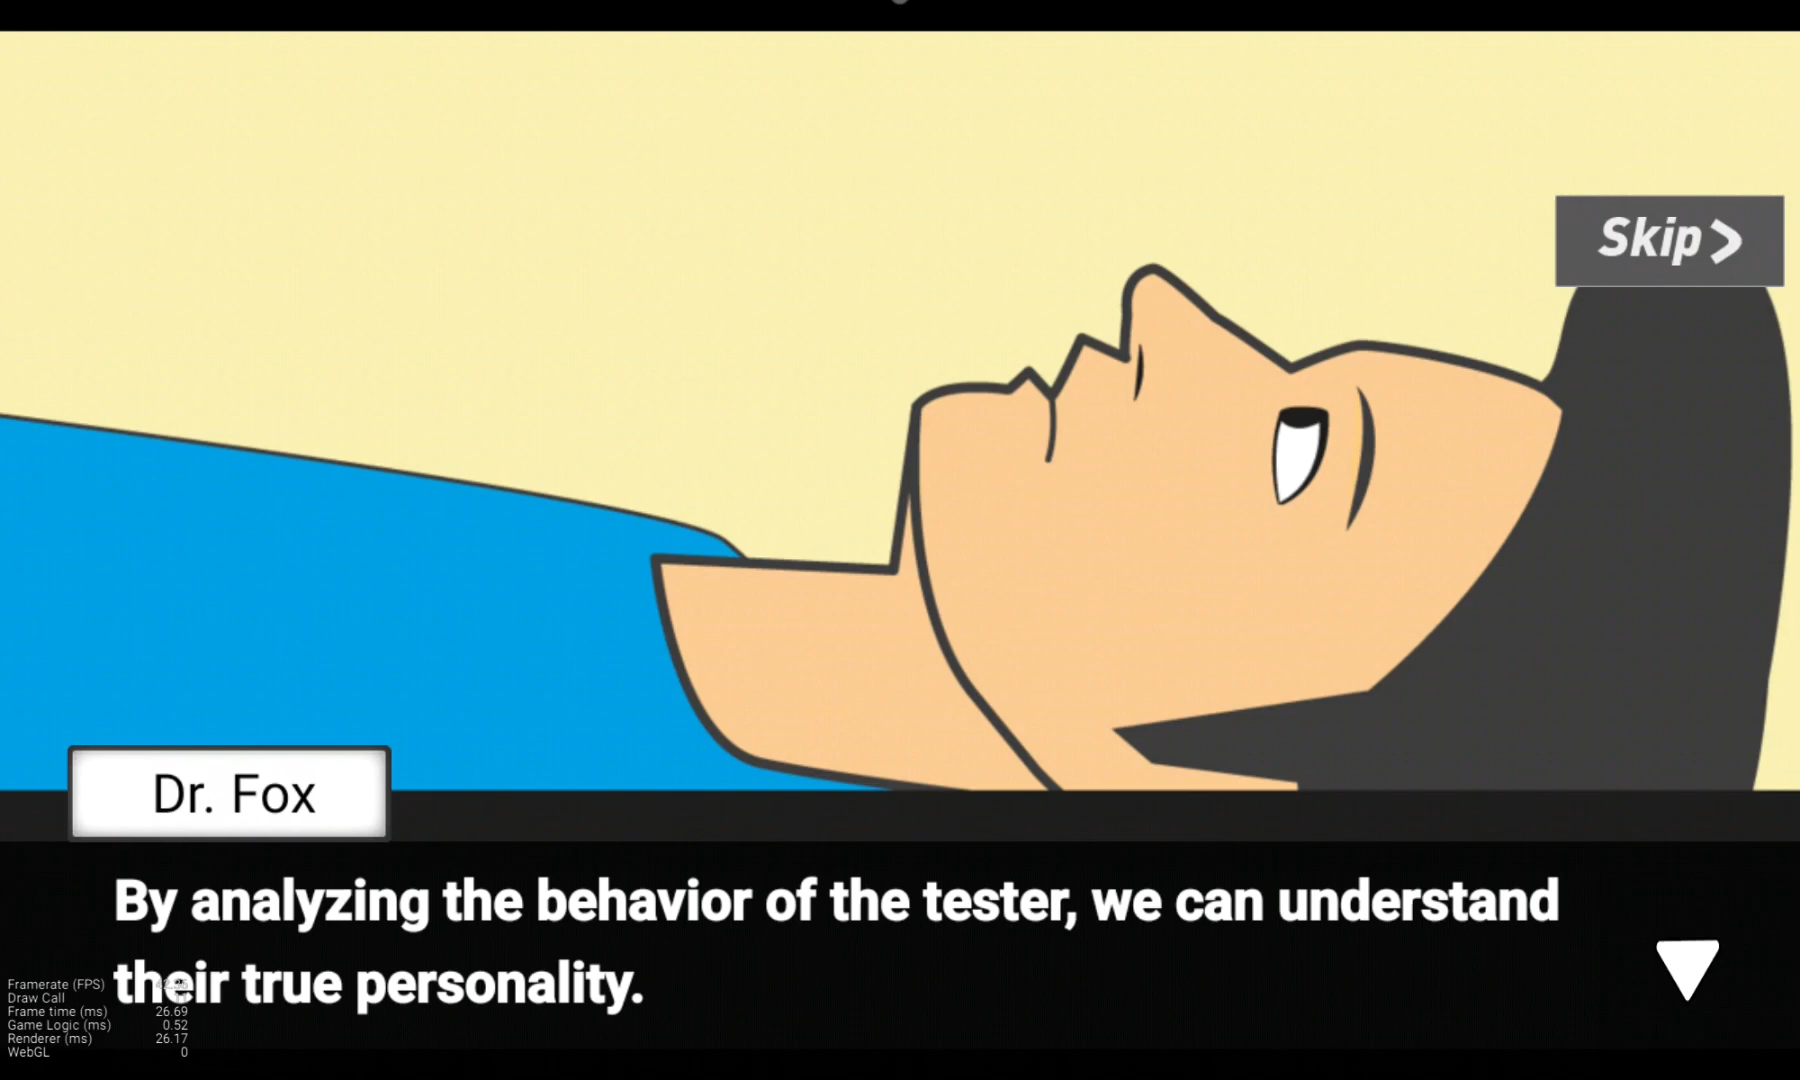 Skip
Dr. Fox
By analyzing the behavior of the tester, we can understand
their true personality.
Framerate (FPS)
Draw Call
Frame time (ms) 26.69
Game Logic (ms) 0.52
Renderer (ms) 26.17
WebGL 0